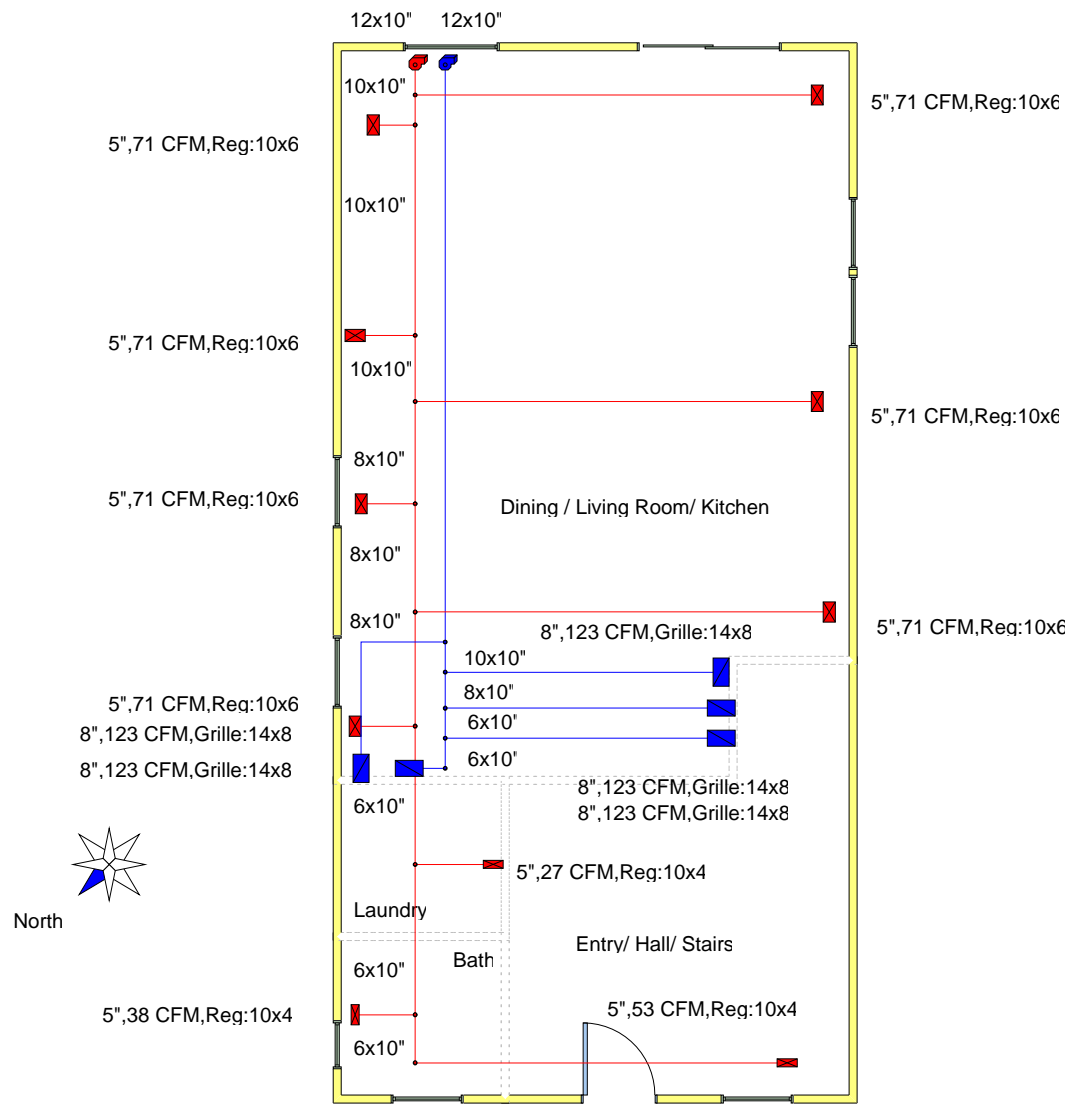 12x10" 12x10"
10x10"
5",71 CFM,Reg:10x6
5",71 CFM,Reg:10x6
10x10"
5",71 CFM,Reg:10x6
10x10"
5",71 CFM,Reg:10x6
8x10"
5",71 CFM,Reg:10x6
Dining / Living Room/ Kitchen
8x10"
8x10"
8",123 CFM,Grille:14x8
5",71 CFM,Reg:10x6
10x10"
8x10"
5",71 CFM,Reg:10x6
6x10"
8",123 CFM,Grille:14x8
6x10"
8",123 CFM,Grille:14x8
8",123 CFM,Grille:14x8
6x10"
8",123 CFM,Grille:14x8
5",27 CFM,Reg:10x4
Laundry
North
Entry/ Hall/ Stairs
Bath
6x10"
5",38 CFM,Reg:10x4
5",53 CFM,Reg:10x4
6x10"